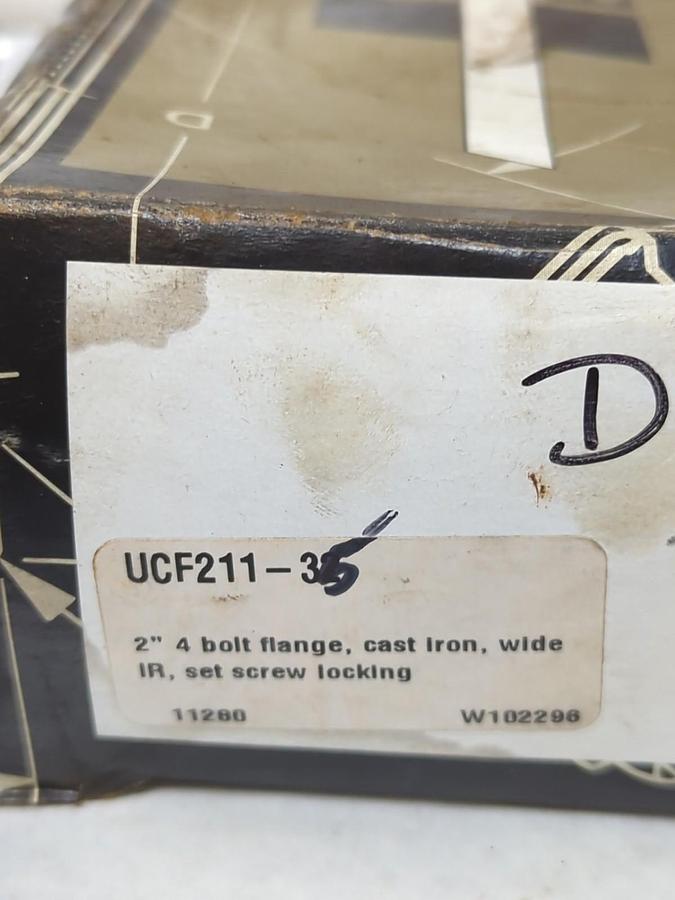 D
UCF211-35
2" 4 bolt flange, cast iron, wide
IR, set screw locking
11280 W102296